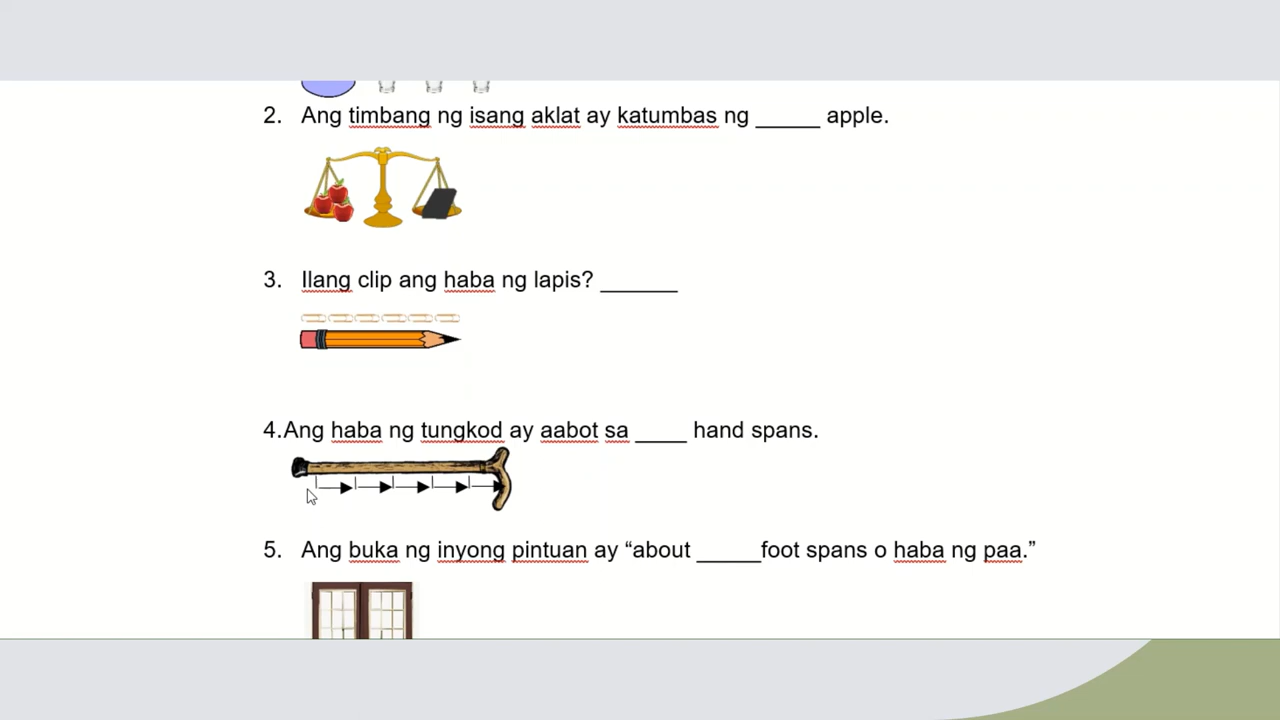 2. Ang timbang ng isang aklat ay katumbas ng ______ apple.
3. Ilang clip ang haba ng lapis? _______
4.Ang haba ng tungkod ay aabot sa ____ hand spans.
5. Ang buka ng inyong pintuan ay “about _____foot spans o haba ng paa.”